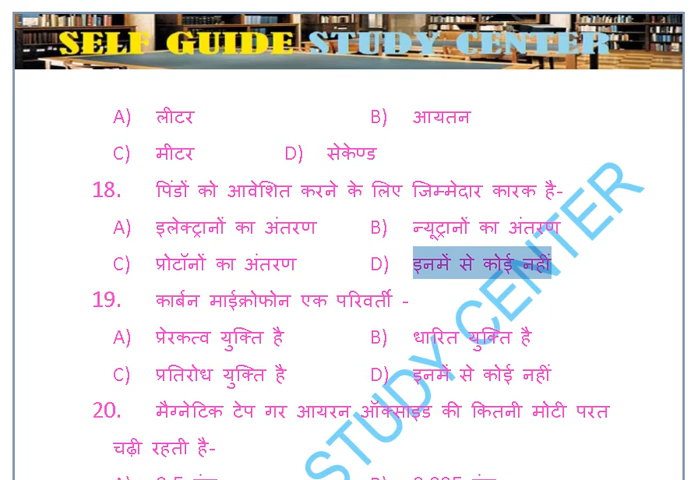 SELF GUIDE STUDY CENTER
A) लीटर B) आयतन
C) मीटर D) सेकेण्ड
18. पिंडों को आवेशित करने के लिए जिम्मेदार कारक है-
A) इलेक्ट्रानों का अंतरण B) न्यूट्रानों का अंतरण
C) प्रोटॉनों का अंतरण D) इनमें से कोई नहीं
19. कार्बन माईक्रोफोन एक परिवर्ती -
A) प्रेरकत्व युक्ति है B) धारित युक्ति है
C) प्रतिरोध युक्ति है D) इनमें से कोई नहीं
20. मैग्नेटिक टेप गर आयरन ऑक्साइड की कितनी मोटी परत
चढ़ी रहती है-
STUDY CENTER